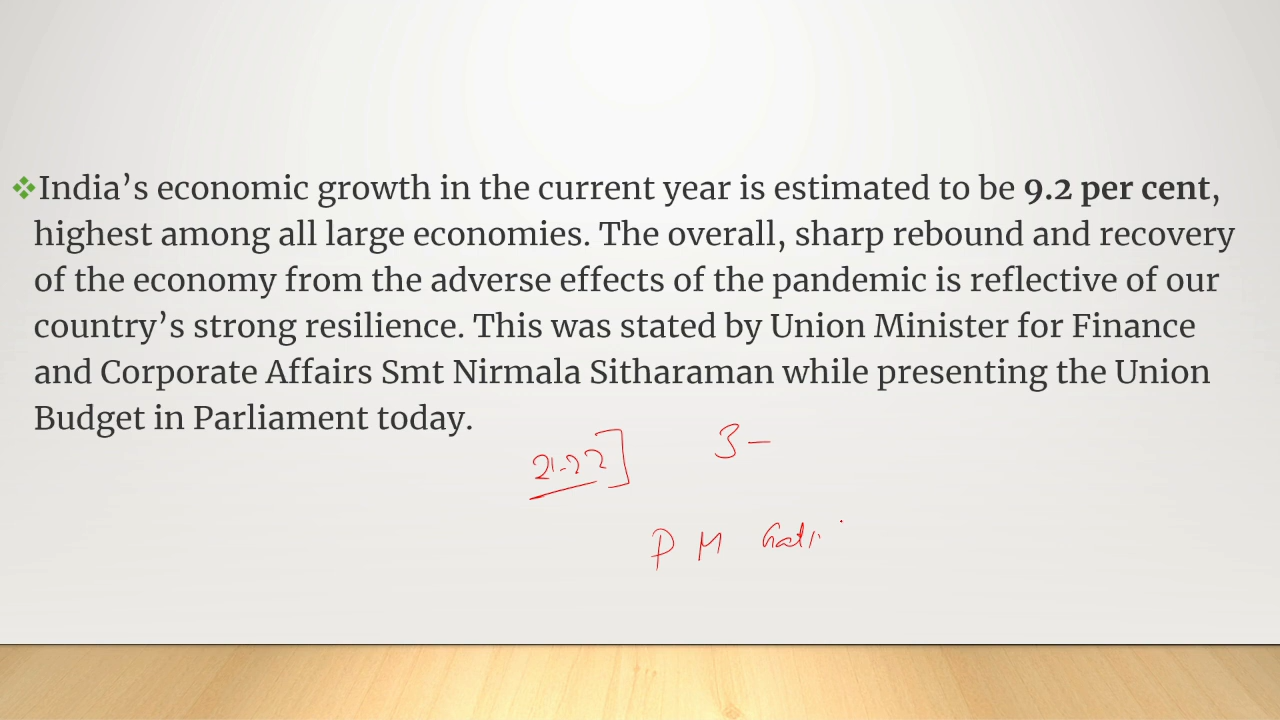 ❖India’s economic growth in the current year is estimated to be 9.2 per cent,
highest among all large economies. The overall, sharp rebound and recovery
of the economy from the adverse effects of the pandemic is reflective of our
country’s strong resilience. This was stated by Union Minister for Finance
and Corporate Affairs Smt Nirmala Sitharaman while presenting the Union
Budget in Parliament today.
21-22] 3 –
P M Gati